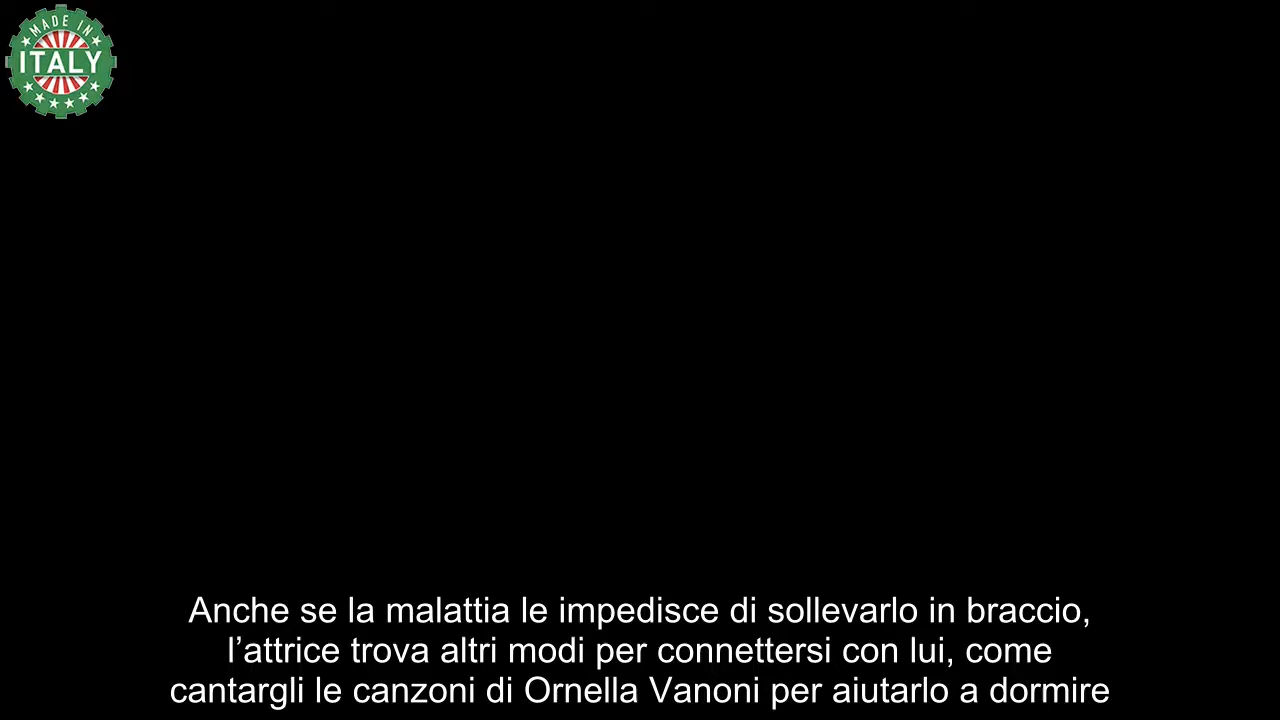 MADE IN
ITALY
Anche se la malattia le impedisce di sollevarlo in braccio,
l’attrice trova altri modi per connettersi con lui, come
cantargli le canzoni di Ornella Vanoni per aiutarlo a dormire